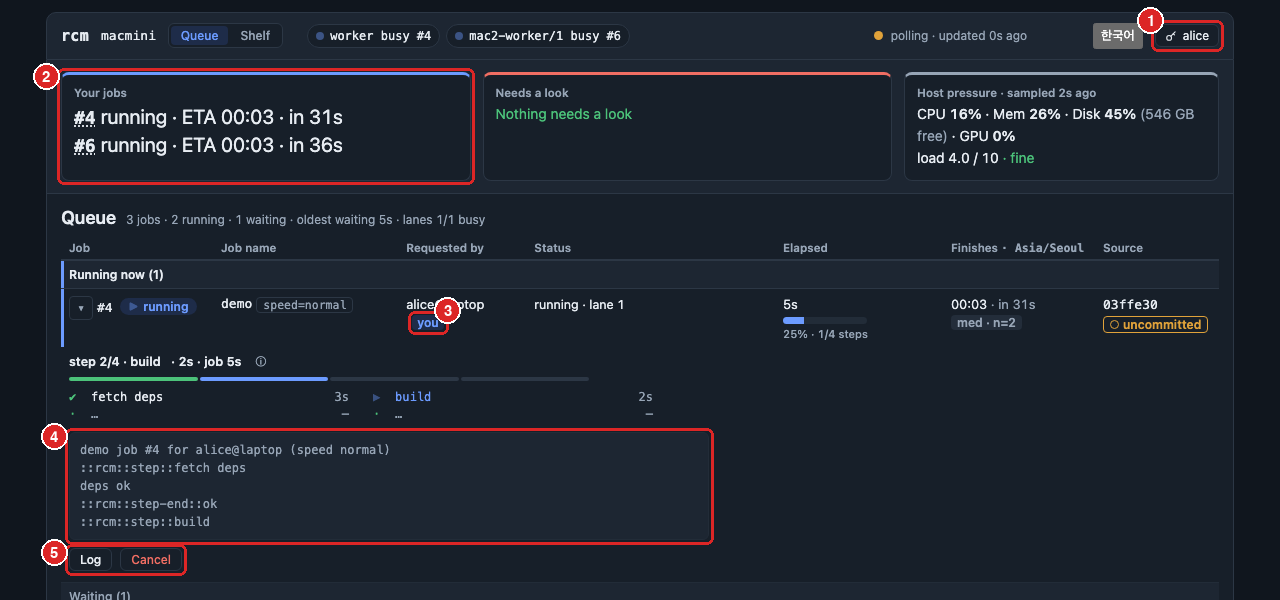 rcm macmini Queue Shelf worker busy #4 mac2-worker/1 busy #6 polling · updated 0s ago 한국어 alice
1
2
Your jobs
#4 running · ETA 00:03 · in 31s
#6 running · ETA 00:03 · in 36s
Needs a look
Nothing needs a look
Host pressure · sampled 2s ago
CPU 16% · Mem 26% · Disk 45% (546 GB
free) · GPU 0%
load 4.0 / 10 · fine
Queue 3 jobs · 2 running · 1 waiting · oldest waiting 5s · lanes 1/1 busy
Job Job name Requested by Status Elapsed Finishes · Asia/Seoul Source
Running now (1)
▾ #4 ▶ running demo speed=normal alice@laptop running · lane 1 5s 00:03 · in 31s 03ffe30
3
you 25% · 1/4 steps med · n=2 uncommitted
step 2/4 · build · 2s · job 5s ⓘ
✔ fetch deps 3s ▶ build 2s
· … — · … —
4
demo job #4 for alice@laptop (speed normal)
::rcm::step::fetch deps
deps ok
::rcm::step-end::ok
::rcm::step::build
5
Log Cancel
Waiting (1)